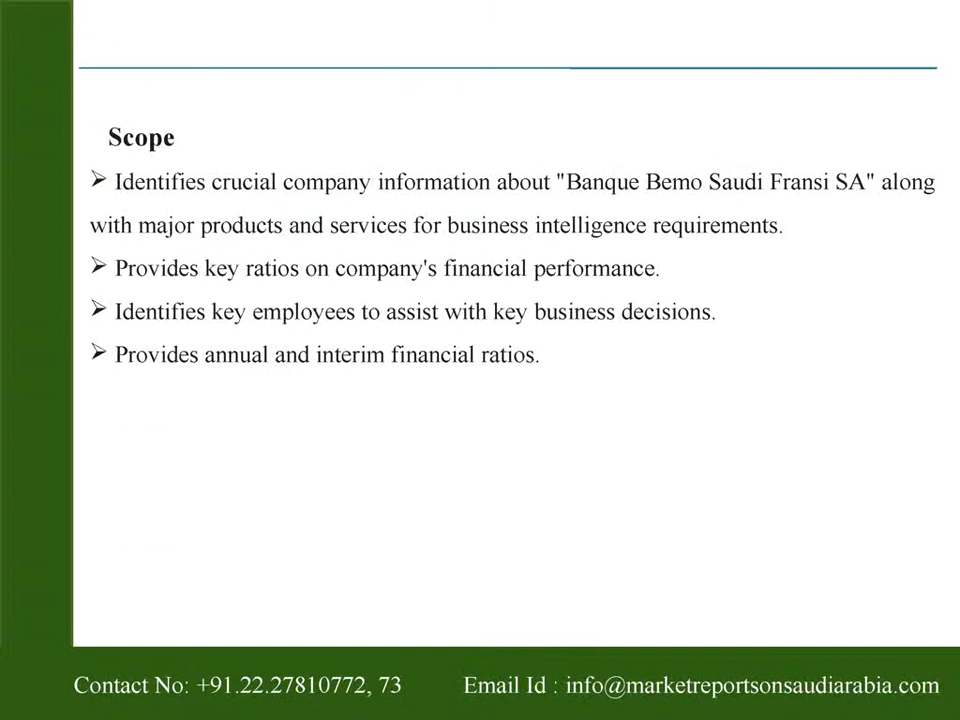 Scope
➢ Identifies crucial company information about "Banque Bemo Saudi Fransi SA" along
with major products and services for business intelligence requirements.
➢ Provides key ratios on company's financial performance.
➢ Identifies key employees to assist with key business decisions.
➢ Provides annual and interim financial ratios.
Contact No: +91.22.27810772, 73 Email Id : info@marketreportsonsaudiarabia.com